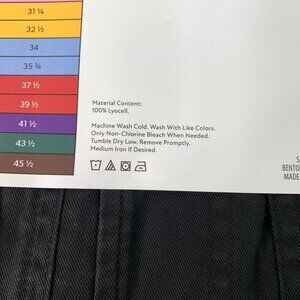 31 ¼
32 ½
34
35 ¾
37 ½
39 ½
41 ½
43 ½
45 ½
Material Content:
100% Lyocell.
Machine Wash Cold. Wash With Like Colors.
Only Non-Chlorine Bleach When Needed.
Tumble Dry Low. Remove Promptly.
Medium Iron If Desired.
S
BENTO
MADE